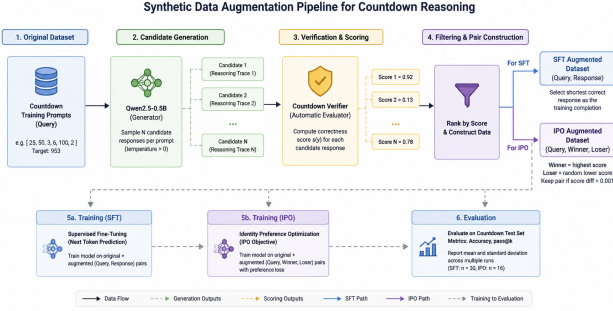 Synthetic Data Augmentation Pipeline for Countdown Reasoning
1. Original Dataset
Countdown
Training Prompts
(Query)
e.g. [ 25, 50, 3, 6, 100, 2 ]
Target: 953
2. Candidate Generation
Qwen2.5-0.5B
(Generator)
Sample N candidate
responses per prompt
(temperature > 0)
Candidate 1
(Reasoning Trace 1)
Candidate 2
(Reasoning Trace 2)
...
Candidate N
(Reasoning Trace N)
3. Verification & Scoring
Countdown Verifier
(Automatic Evaluator)
Compute correctness
score s(y) for each
candidate response
Score 1 = 0.92
Score 2 = 0.13
...
Score N = 0.78
4. Filtering & Pair Construction
Rank by Score
& Construct Data
For SFT
For IPO
SFT Augmented
Dataset
(Query, Response)
Select shortest correct
response as the
training completion
IPO Augmented
Dataset
(Query, Winner, Loser)
Winner = highest score
Loser = random lower score
Keep pair if score diff > 0.001
5a. Training (SFT)
Supervised Fine-Tuning
(Next Token Prediction)
Train model on original +
augmented (Query, Response) pairs
5b. Training (IPO)
Identity Preference Optimization
(IPO Objective)
Train model on original +
augmented (Query, Winner, Loser) pairs
with preference loss
6. Evaluation
Evaluate on Countdown Test Set
Metrics: Accuracy, pass@k
Report mean and standard deviation
across multiple runs
(SFT: n = 30, IPO: n = 16)
Data Flow
Generation Outputs
Scoring Outputs
SFT Path
IPO Path
Training to Evaluation